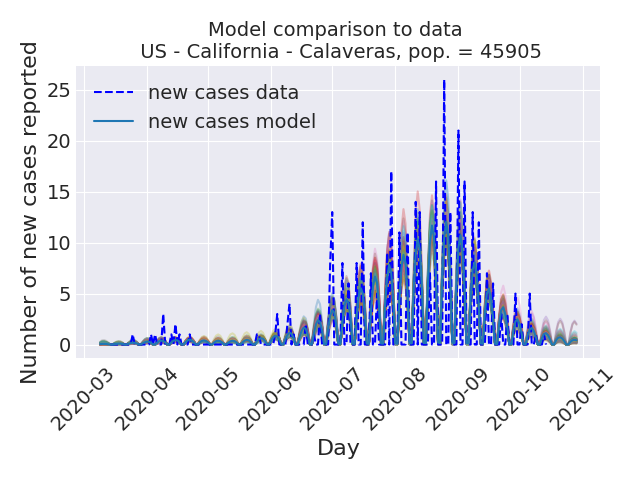 Model comparison to data
US - California - Calaveras, pop. = 45905
Number of new cases reported
25
20
15
10
5
0
new cases data
new cases model
2020-03
2020-04
2020-05
2020-06
2020-07
2020-08
2020-09
2020-10
2020-11
Day